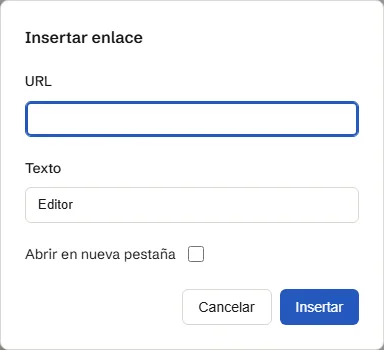 Insertar enlace
URL
Texto
Editor
Abrir en nueva pestaña
Cancelar Insertar